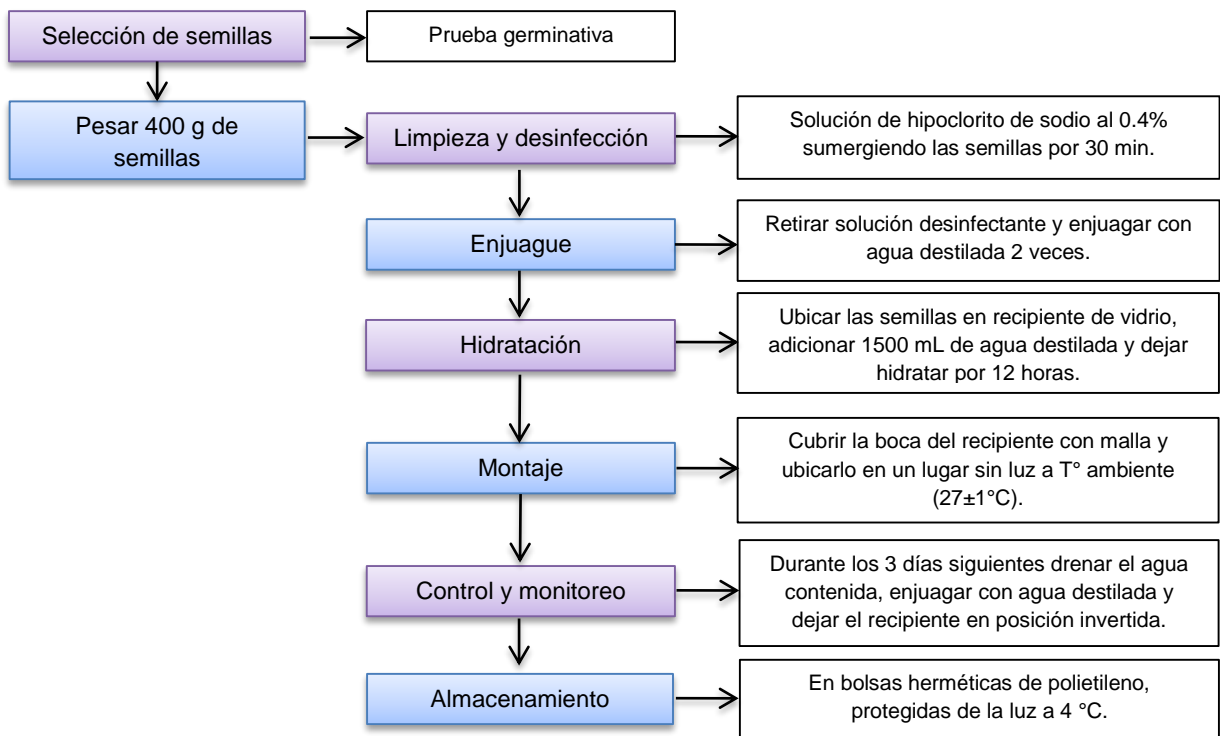 Selección de semillas
Prueba germinativa
Pesar 400 g de
semillas
Limpieza y desinfección
Solución de hipoclorito de sodio al 0.4%
sumergiendo las semillas por 30 min.
Enjuague
Retirar solución desinfectante y enjuagar con
agua destilada 2 veces.
Hidratación
Ubicar las semillas en recipiente de vidrio,
adicionar 1500 mL de agua destilada y dejar
hidratar por 12 horas.
Montaje
Cubrir la boca del recipiente con malla y
ubicarlo en un lugar sin luz a T° ambiente
(27±1°C).
Control y monitoreo
Durante los 3 días siguientes drenar el agua
contenida, enjuagar con agua destilada y
dejar el recipiente en posición invertida.
Almacenamiento
En bolsas herméticas de polietileno,
protegidas de la luz a 4 °C.